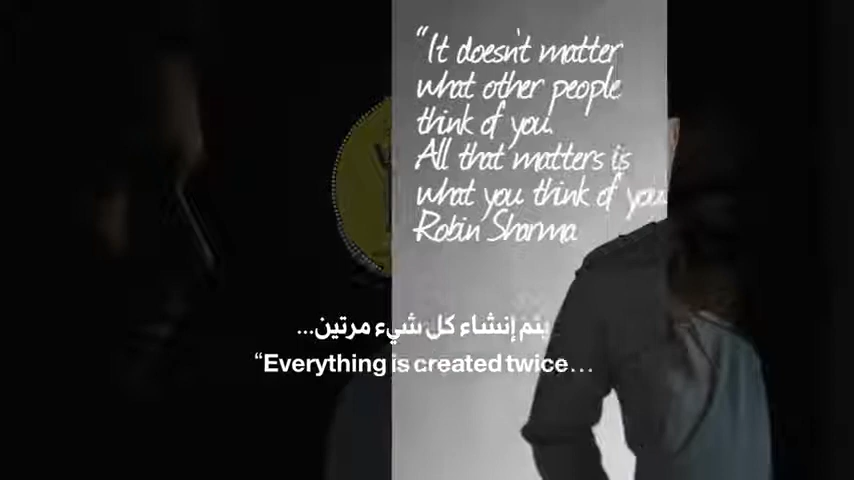 “It doesn't matter
what other people
think of you.
All that matters is
what you think of you.
Robin Sharma
يتم إنشاء كل شيء مرتين...
“Everything is created twice...